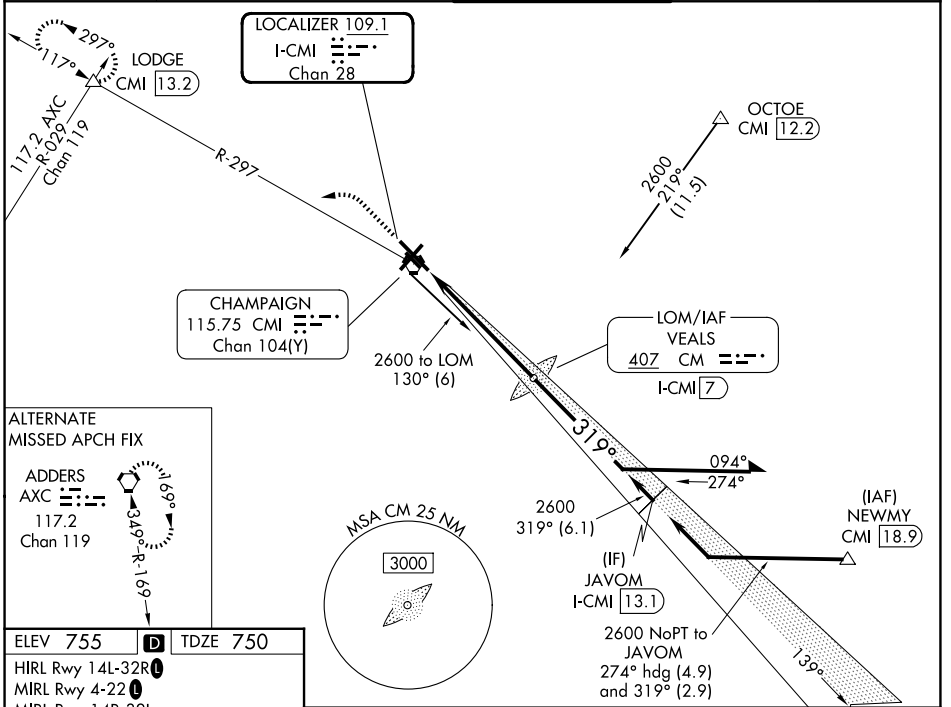 LOCALIZER 109.1
I-CMI
Chan 28
297°
117°
LODGE
CMI 13.2
117.2 AXC
R-029
Chan 119
R-297
OCTOE
CMI 12.2
2600
219°
(11.5)
CHAMPAIGN
115.75 CMI
Chan 104(Y)
2600 to LOM
130° (6)
LOM/IAF
VEALS
407 CM
I-CMI 7
319°
094°
274°
2600
319° (6.1)
(IF)
JAVOM
I-CMI 13.1
(IAF)
NEWMY
CMI 18.9
2600 NoPT to
JAVOM
274° hdg (4.9)
and 319° (2.9)
139°
ALTERNATE
MISSED APCH FIX
ADDERS
AXC
117.2
Chan 119
169°
349°
R-169
MSA CM 25 NM
3000
ELEV 755 D TDZE 750
HIRL Rwy 14L-32R L
MIRL Rwy 4-22 L